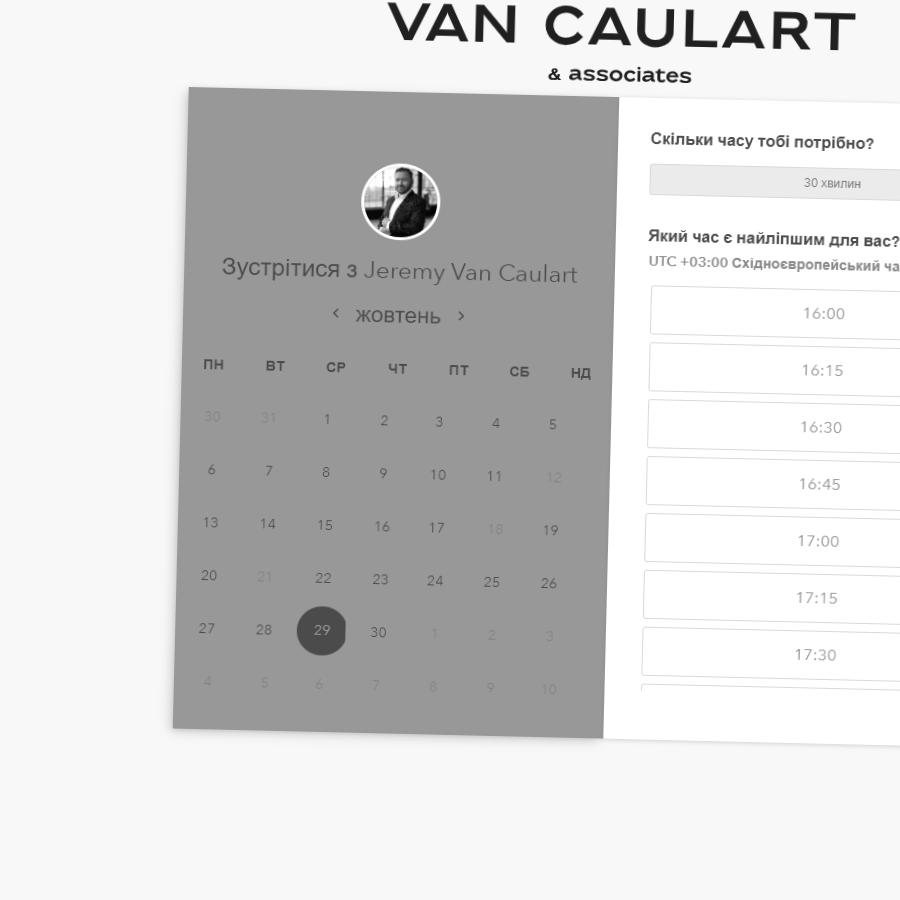 VAN CAULART
& associates
Зустрітися з Jeremy Van Caulart
‹ жовтень ›
ПН ВТ СР ЧТ ПТ СБ НД
30 31 1 2 3 4 5
6 7 8 9 10 11 12
13 14 15 16 17 18 19
20 21 22 23 24 25 26
27 28 29 30 1 2 3
4 5 6 7 8 9 10
Скільки часу тобі потрібно?
30 хвилин
Який час є найліпшим для вас?
UTC +03:00 Східноєвропейський ча
16:00
16:15
16:30
16:45
17:00
17:15
17:30